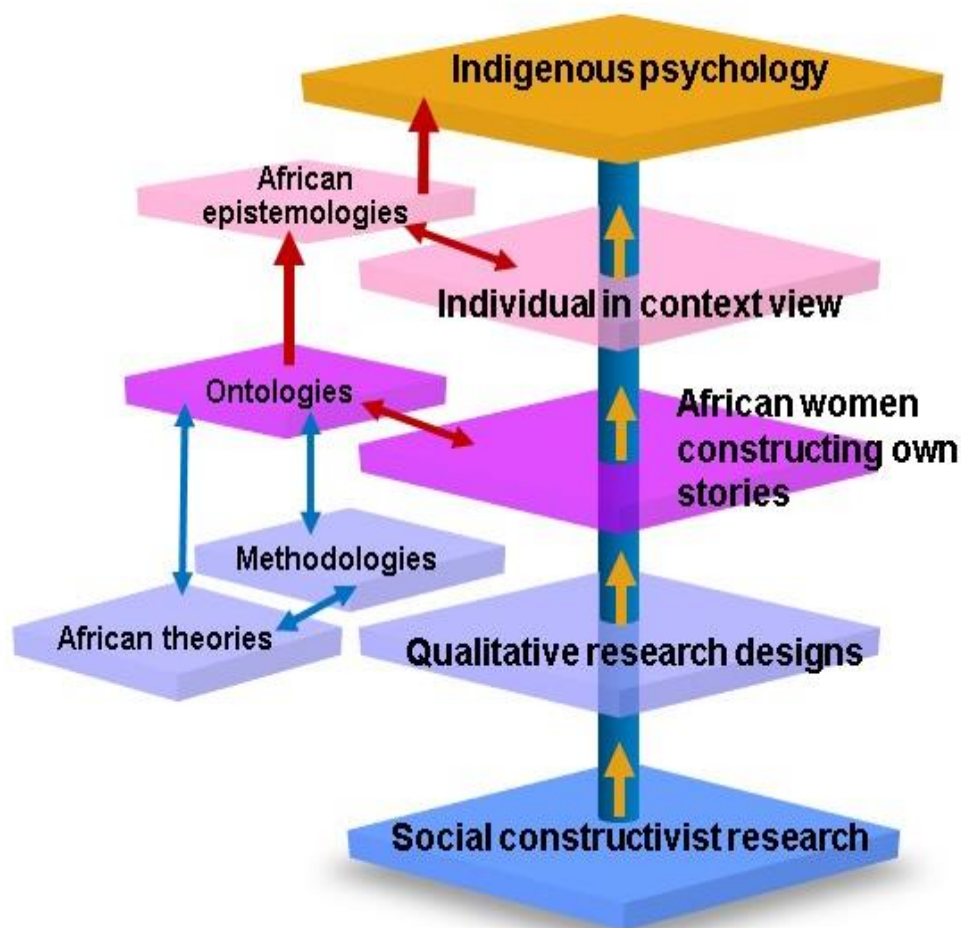 Indigenous psychology
African
epistemologies
Individual in context view
Ontologies
African women
constructing own
stories
Methodologies
African theories
Qualitative research designs
Social constructivist research